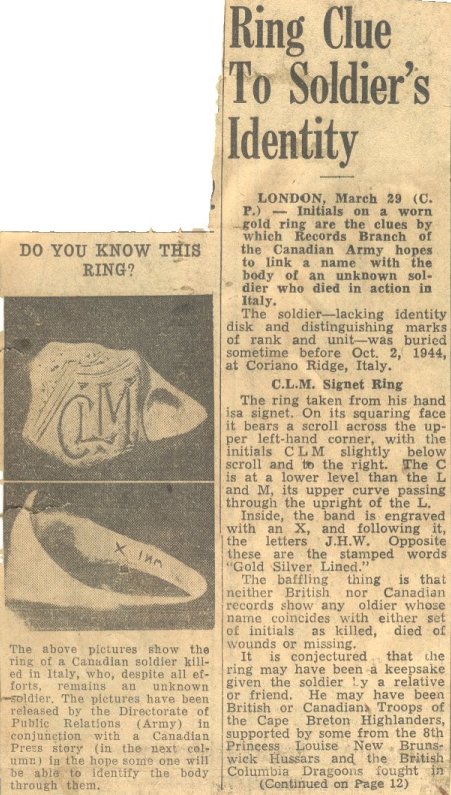 Ring Clue
To Soldier's
Identity
LONDON, March 29 (C.
P.) — Initials on a worn
gold ring are the clues by
which Records Branch of
the Canadian Army hopes
to link a name with the
body of an unknown sol-
dier who died in action in
Italy.
The soldier—lacking identity
disk and distinguishing marks
of rank and unit—was buried
sometime before Oct. 2, 1944,
at Coriano Ridge, Italy.
C.L.M. Signet Ring
The ring taken from his hand
isa signet. On its squaring face
it bears a scroll across the up-
per left-hand corner, with the
initials C L M slightly below
scroll and to the right. The C
is at a lower level than the L
and M, its upper curve passing
through the upright of the L.
Inside, the band is engraved
with an X, and following it,
the letters J.H.W. Opposite
these are the stamped words
"Gold Silver Lined."
The baffling thing is that
neither British nor Canadian
records show any oldier whose
name coincides with either set
of initials as killed, died of
wounds or missing.
It is conjectured that the
ring may have been a keepsake
given the soldier by a relative
or friend. He may have been
British or Canadian. Troops of
the Cape Breton Highlanders,
supported by some from the 8th
Princess Louise New Bruns-
wick Hussars and the British
Columbia Dragoons fought in
(Continued on Page 12)
DO YOU KNOW THIS
RING?
CLM
X
The above pictures show the
ring of a Canadian soldier kill-
ed in Italy, who, despite all ef-
forts, remains an unknown
soldier. The pictures have been
released by the Directorate of
Public Relations (Army) in
conjunction with a Canadian
Press story (in the next col-
umn) in the hope some one will
be able to identify the body
through them.